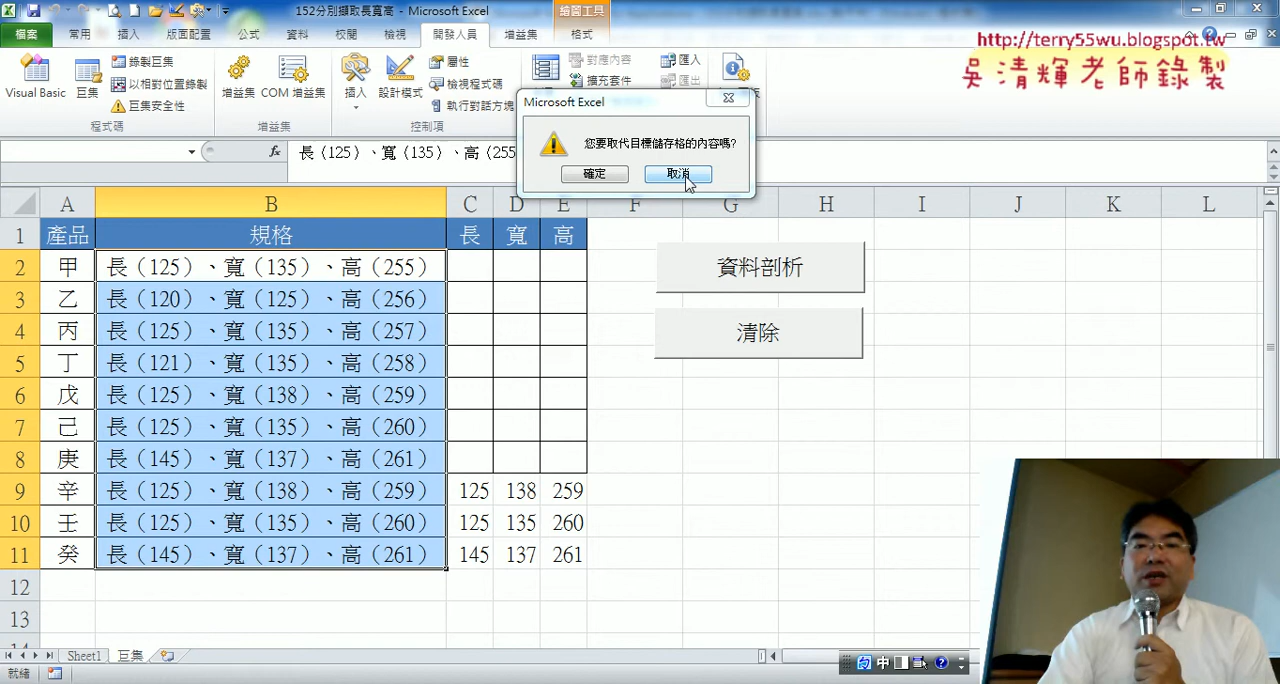 152分別擷取長寬高 - Microsoft Excel
繪圖工具
檔案 常用 插入 版面配置 公式 資料 校閱 檢視 開發人員 增益集 格式
http://terry55wu.blogspot.tw
吳清輝老師錄製
Visual Basic 巨集 錄製巨集 以相對位置錄製 巨集安全性
增益集 COM 增益集
插入 設計模式 屬性 檢視程式碼 執行對話方塊
對應內容 擴充套件 匯入 匯出
程式碼 增益集 控制項
Microsoft Excel
您要取代目標儲存格的內容嗎?
確定 取消
fx 長（125）、寬（135）、高（255
A B C D E F G H I J K L
1 產品 規格 長 寬 高
2 甲 長（125）、寬（135）、高（255）
3 乙 長（120）、寬（125）、高（256）
4 丙 長（125）、寬（135）、高（257）
5 丁 長（121）、寬（135）、高（258）
6 戊 長（125）、寬（138）、高（259）
7 己 長（125）、寬（135）、高（260）
8 庚 長（145）、寬（137）、高（261）
9 辛 長（125）、寬（138）、高（259） 125 138 259
10 壬 長（125）、寬（135）、高（260） 125 135 260
11 癸 長（145）、寬（137）、高（261） 145 137 261
12
13
資料剖析
清除
Sheet1 巨集
就緒
中